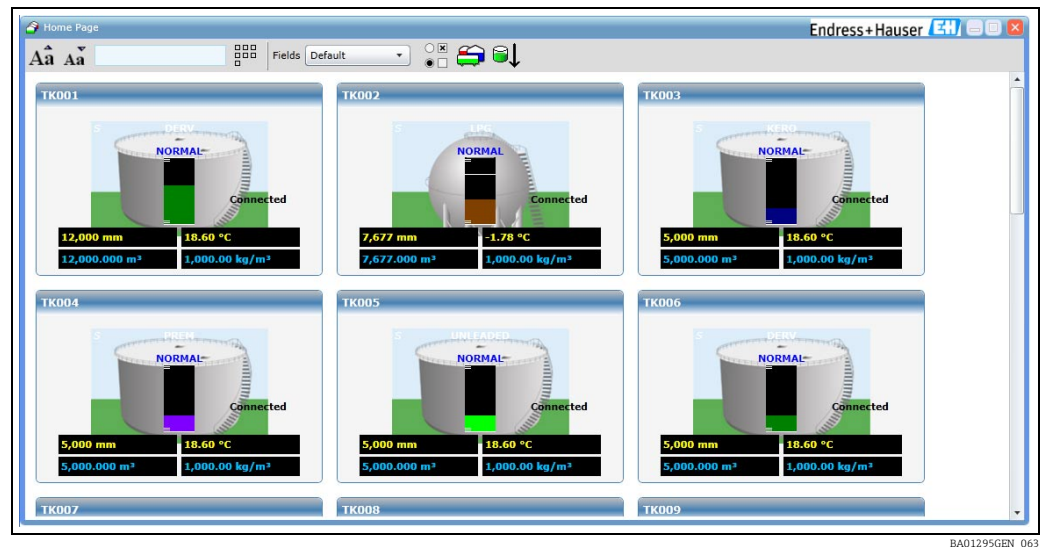 Home Page
Endress+Hauser EH
Aâ Aǎ Fields Default
TK001
S DERV
NORMAL
Connected
12,000 mm 18.60 °C
12,000.000 m³ 1,000.00 kg/m³
TK002
S LPG
NORMAL
Connected
7,677 mm -1.78 °C
7,677.000 m³ 1,000.00 kg/m³
TK003
S KERO
NORMAL
Connected
5,000 mm 18.60 °C
5,000.000 m³ 1,000.00 kg/m³
TK004
S PREM
NORMAL
Connected
5,000 mm 18.60 °C
5,000.000 m³ 1,000.00 kg/m³
TK005
S UNLEADED
NORMAL
Connected
5,000 mm 18.60 °C
5,000.000 m³ 1,000.00 kg/m³
TK006
S DERV
NORMAL
Connected
5,000 mm 18.60 °C
5,000.000 m³ 1,000.00 kg/m³
TK007
TK008
TK009
BA01295GEN_063